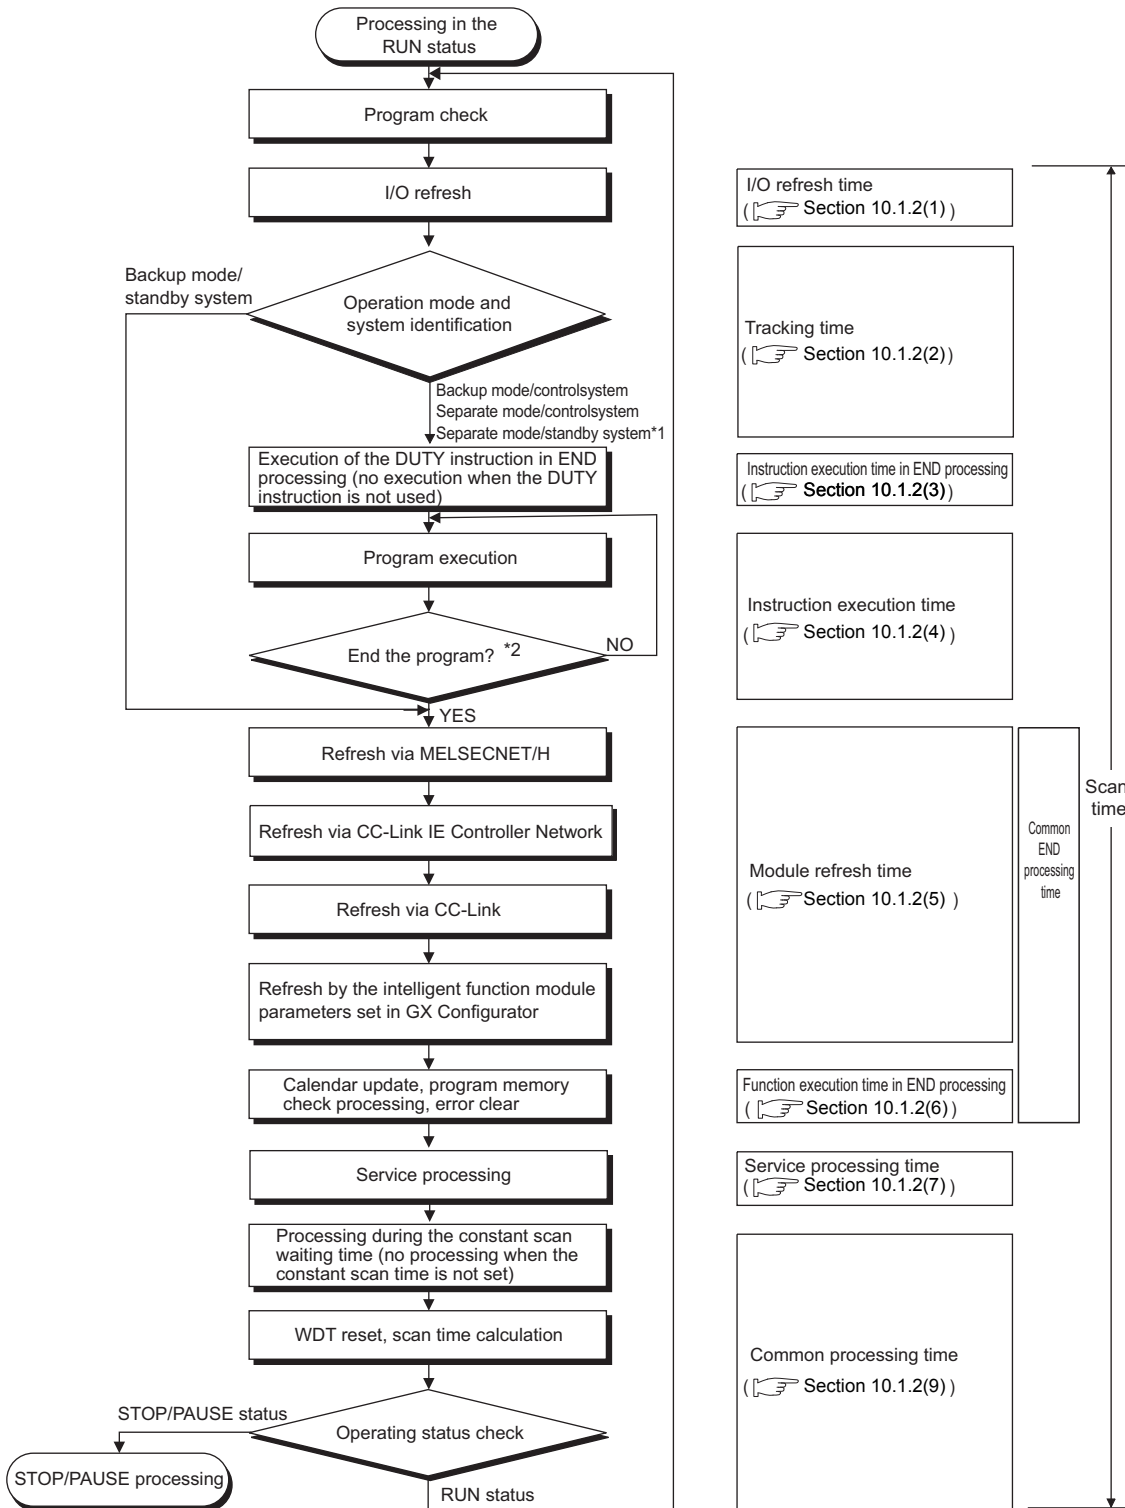 Processing in the
RUN status
Program check
I/O refresh
I/O refresh time
( Section 10.1.2(1) )
Backup mode/
standby system
Operation mode and
system identification
Tracking time
( Section 10.1.2(2))
Backup mode/controlsystem
Separate mode/controlsystem
Separate mode/standby system*1
Execution of the DUTY instruction in END
processing (no execution when the DUTY
instruction is not used)
Instruction execution time in END processing
( Section 10.1.2(3))
Program execution
Instruction execution time
( Section 10.1.2(4) )
End the program? *2
NO
YES
Refresh via MELSECNET/H
Refresh via CC-Link IE Controller Network
Refresh via CC-Link
Refresh by the intelligent function module
parameters set in GX Configurator
Module refresh time
( Section 10.1.2(5) )
Common
END
processing
time
Scan
time
Calendar update, program memory
check processing, error clear
Function execution time in END processing
( Section 10.1.2(6) )
Service processing
Service processing time
( Section 10.1.2(7) )
Processing during the constant scan
waiting time (no processing when the
constant scan time is not set)
WDT reset, scan time calculation
Common processing time
( Section 10.1.2(9) )
STOP/PAUSE status
Operating status check
STOP/PAUSE processing
RUN status